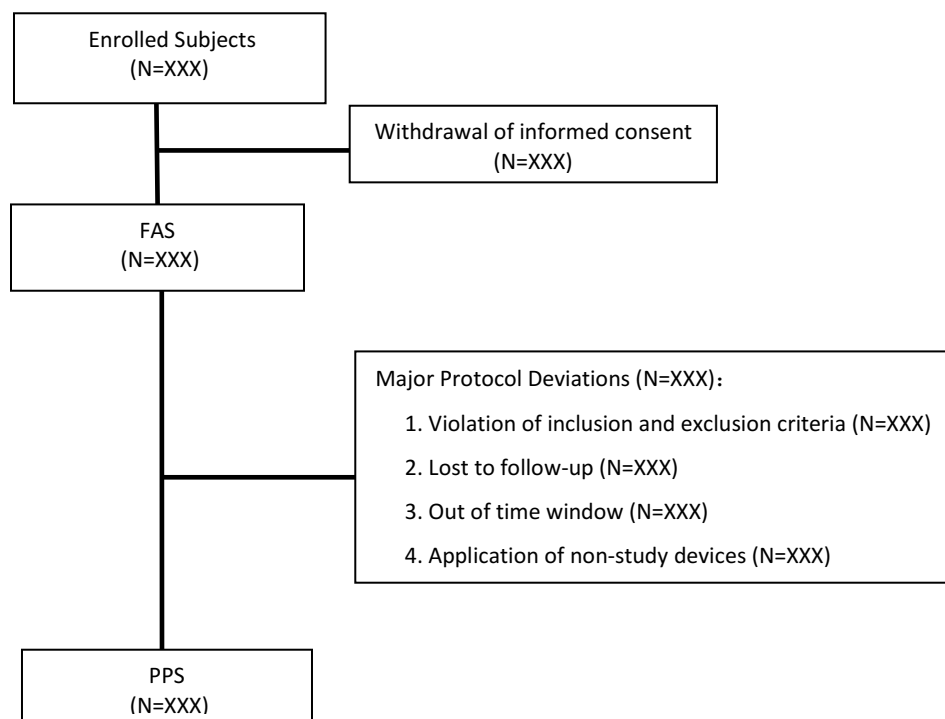 Enrolled Subjects
(N=XXX)
Withdrawal of informed consent
(N=XXX)
FAS
(N=XXX)
Major Protocol Deviations (N=XXX)：
1. Violation of inclusion and exclusion criteria (N=XXX)
2. Lost to follow-up (N=XXX)
3. Out of time window (N=XXX)
4. Application of non-study devices (N=XXX)
PPS
(N=XXX)